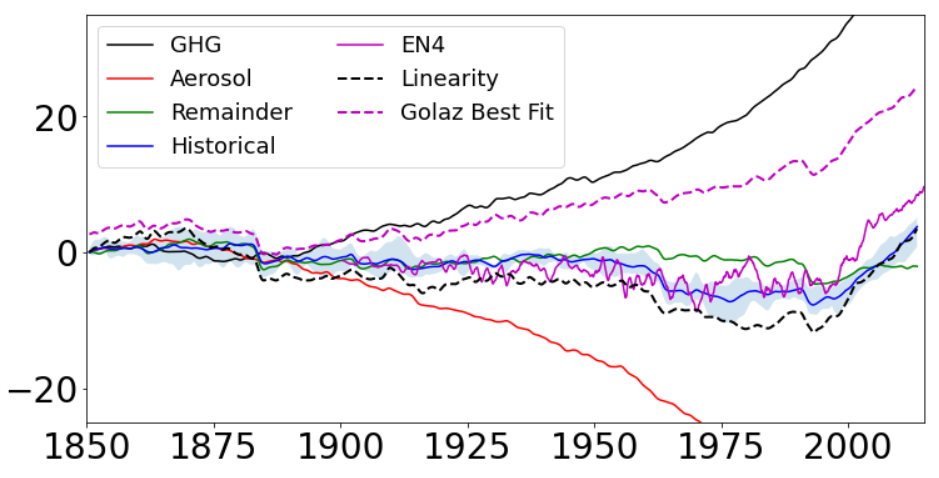 GHG
Aerosol
Remainder
Historical
EN4
Linearity
Golaz Best Fit
20
0
−20
1850 1875 1900 1925 1950 1975 2000